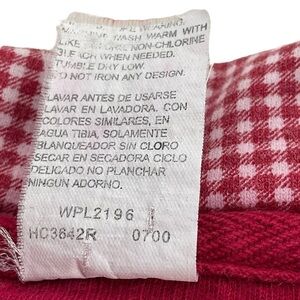 WEARING.
WASH WARM WITH
LIKE COLORS. NON-CHLORINE
BLEACH WHEN NEEDED.
TUMBLE DRY LOW.
DO NOT IRON ANY DESIGN.
LAVAR ANTES DE USARSE
LAVAR EN LAVADORA. CON
COLORES SIMILARES, EN
AGUA TIBIA, SOLAMENTE
BLANQUEADOR SIN CLORO
SECAR EN SECADORA CICLO
DELICADO NO PLANCHAR
NINGUN ADORNO.
WPL2196
HC3642R 0700